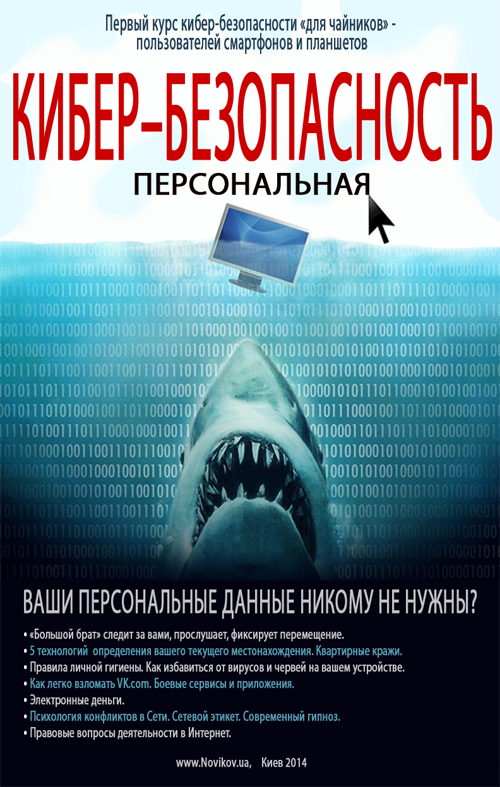 Первый курс кибер-безопасности «для чайников» -
пользователей смартфонов и планшетов
КИБЕР-БЕЗОПАСНОСТЬ
ПЕРСОНАЛЬНАЯ
ВАШИ ПЕРСОНАЛЬНЫЕ ДАННЫЕ НИКОМУ НЕ НУЖНЫ?
• «Большой брат» следит за вами, прослушает, фиксирует перемещение.
• 5 технологий определения вашего текущего местонахождения. Квартирные кражи.
• Правила личной гигиены. Как избавиться от вирусов и червей на вашем устройстве.
• Как легко взломать VK.com. Боевые сервисы и приложения.
• Электронные деньги.
• Психология конфликтов в Сети. Сетевой этикет. Современный гипноз.
• Правовые вопросы деятельности в Интернет.
www.Novikov.ua, Киев 2014